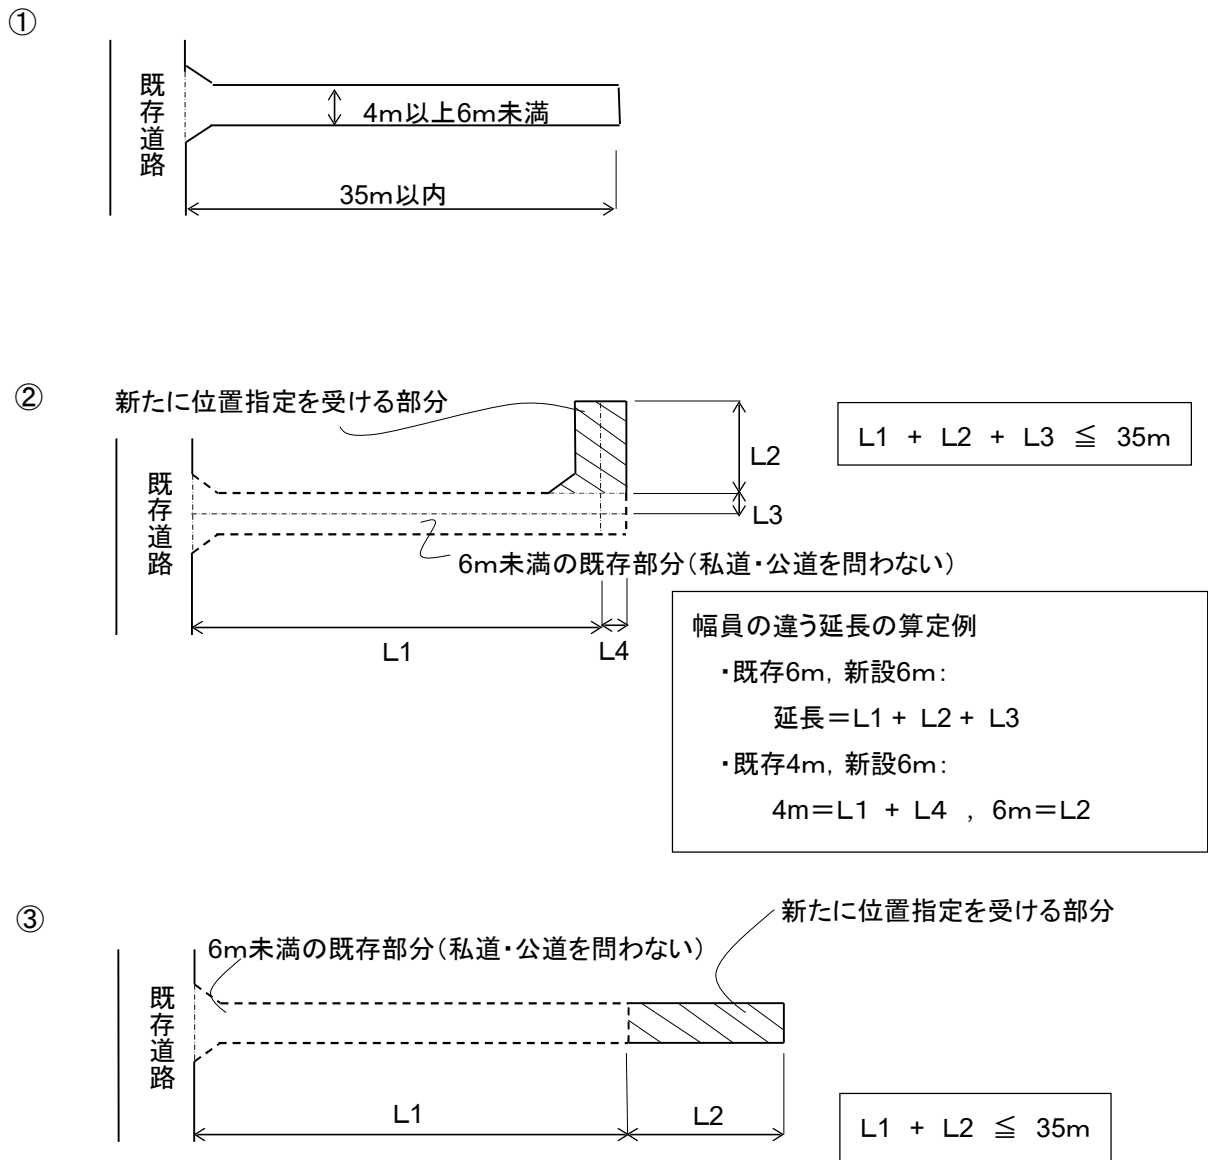 ①
既存道路
4m以上6m未満
35m以内
②
新たに位置指定を受ける部分
L1 + L2 + L3 ≦ 35m
L2
既存道路
L3
6m未満の既存部分(私道・公道を問わない)
L1
L4
幅員の違う延長の算定例
・既存6m,新設6m:
延長=L1 + L2 + L3
・既存4m,新設6m:
4m=L1 + L4 , 6m=L2
③
新たに位置指定を受ける部分
6m未満の既存部分(私道・公道を問わない)
既存道路
L1
L2
L1 + L2 ≦ 35m